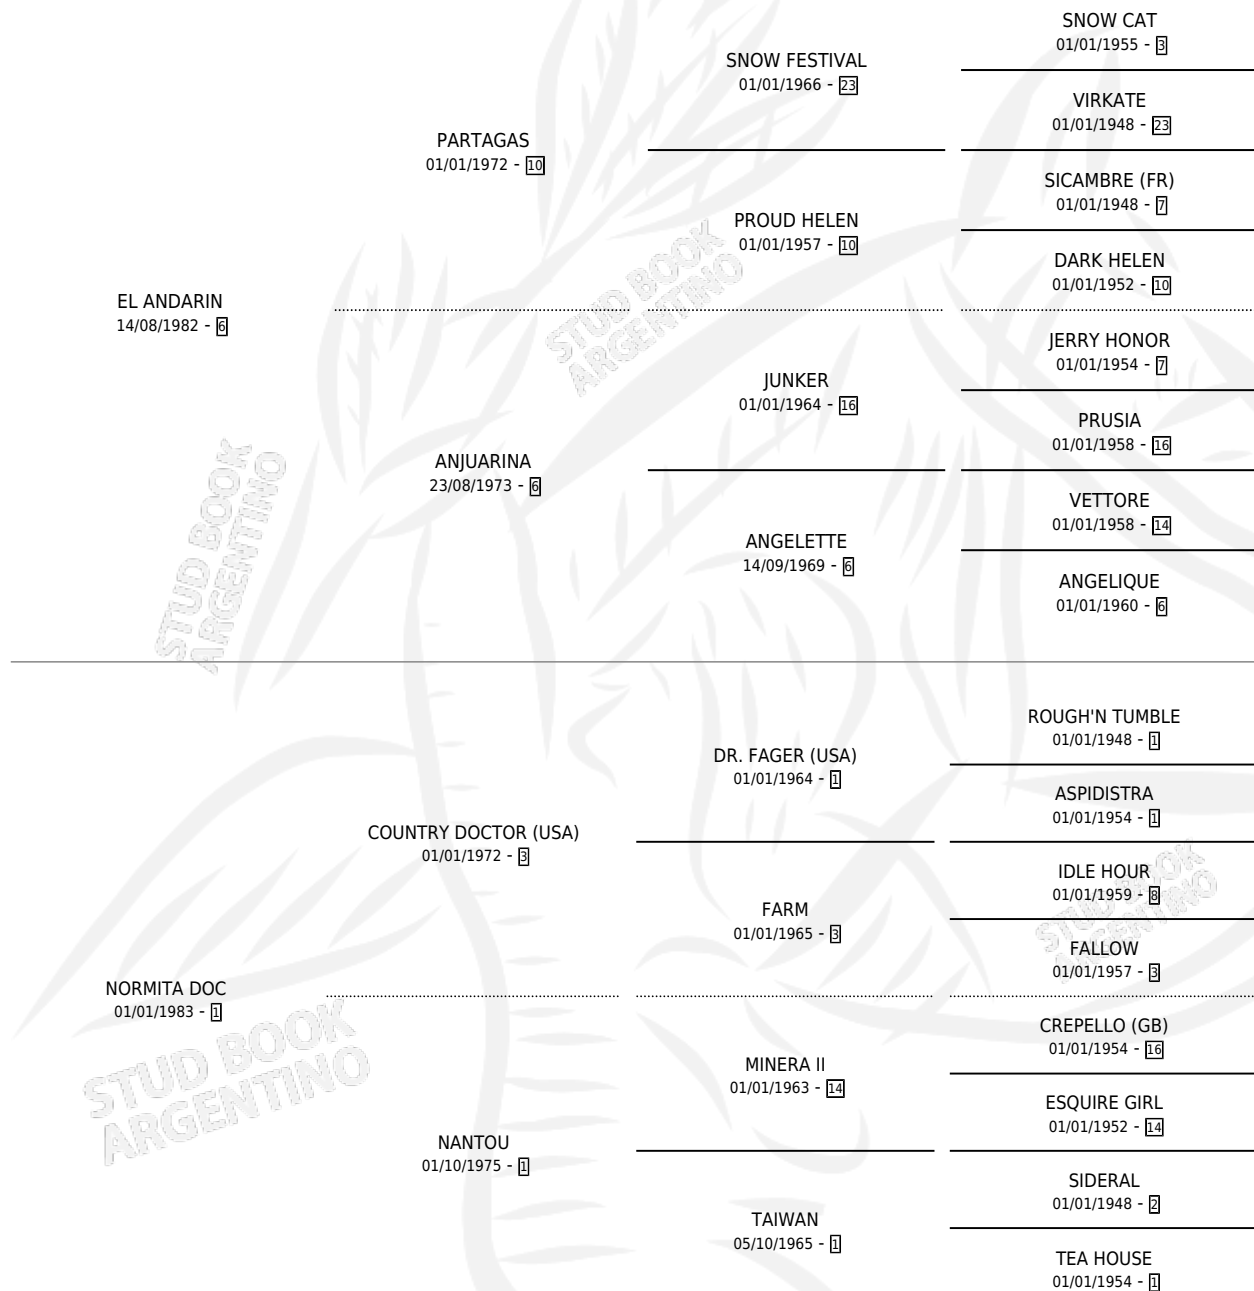 SNOW CAT
01/01/1955 - 3
SNOW FESTIVAL
01/01/1966 - 23
VIRKATE
01/01/1948 - 23
PARTAGAS
01/01/1972 - 10
SICAMBRE (FR)
01/01/1948 - 7
PROUD HELEN
01/01/1957 - 10
DARK HELEN
01/01/1952 - 10
EL ANDARIN
14/08/1982 - 6
JERRY HONOR
01/01/1954 - 7
JUNKER
01/01/1964 - 16
PRUSIA
01/01/1958 - 16
ANJUARINA
23/08/1973 - 6
VETTORE
01/01/1958 - 14
ANGELETTE
14/09/1969 - 6
ANGELIQUE
01/01/1960 - 6
STUD BOOK
ARGENTINO
STUD BOOK
ARGENTINO
ROUGH'N TUMBLE
01/01/1948 - 1
DR. FAGER (USA)
01/01/1964 - 1
ASPIDISTRA
01/01/1954 - 1
COUNTRY DOCTOR (USA)
01/01/1972 - 3
IDLE HOUR
01/01/1959 - 8
FARM
01/01/1965 - 3
FALLOW
01/01/1957 - 3
NORMITA DOC
01/01/1983 - 1
CREPELLO (GB)
01/01/1954 - 16
MINERA II
01/01/1963 - 14
ESQUIRE GIRL
01/01/1952 - 14
NANTOU
01/10/1975 - 1
SIDERAL
01/01/1948 - 2
TAIWAN
05/10/1965 - 1
TEA HOUSE
01/01/1954 - 1
STUD BOOK
ARGENTINO
STUD BOOK
ARGENTINO